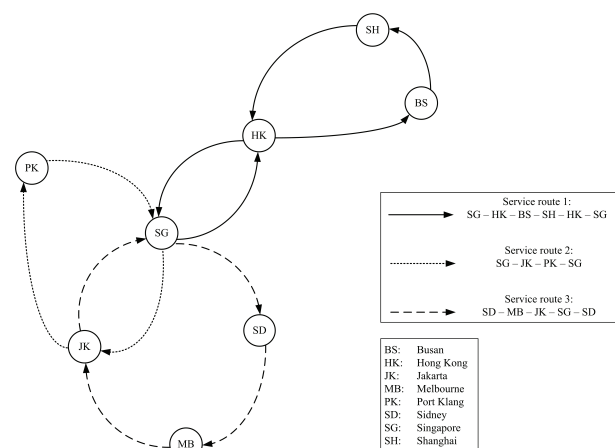 SH
BS
HK
PK
SG
JK
SD
MB
Service route 1:
SG – HK – BS – SH – HK – SG
Service route 2:
SG – JK – PK – SG
Service route 3:
SD – MB – JK – SG – SD
BS: Busan
HK: Hong Kong
JK: Jakarta
MB: Melbourne
PK: Port Klang
SD: Sidney
SG: Singapore
SH: Shanghai